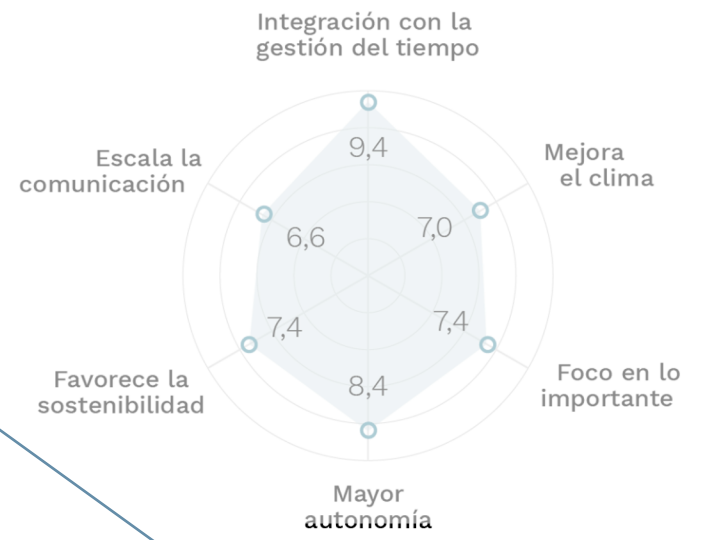 Integración con la
gestión del tiempo
9,4
Mejora
el clima
7,0
Foco en lo
importante
7,4
Mayor
autonomía
8,4
Favorece la
sostenibilidad
7,4
Escala la
comunicación
6,6